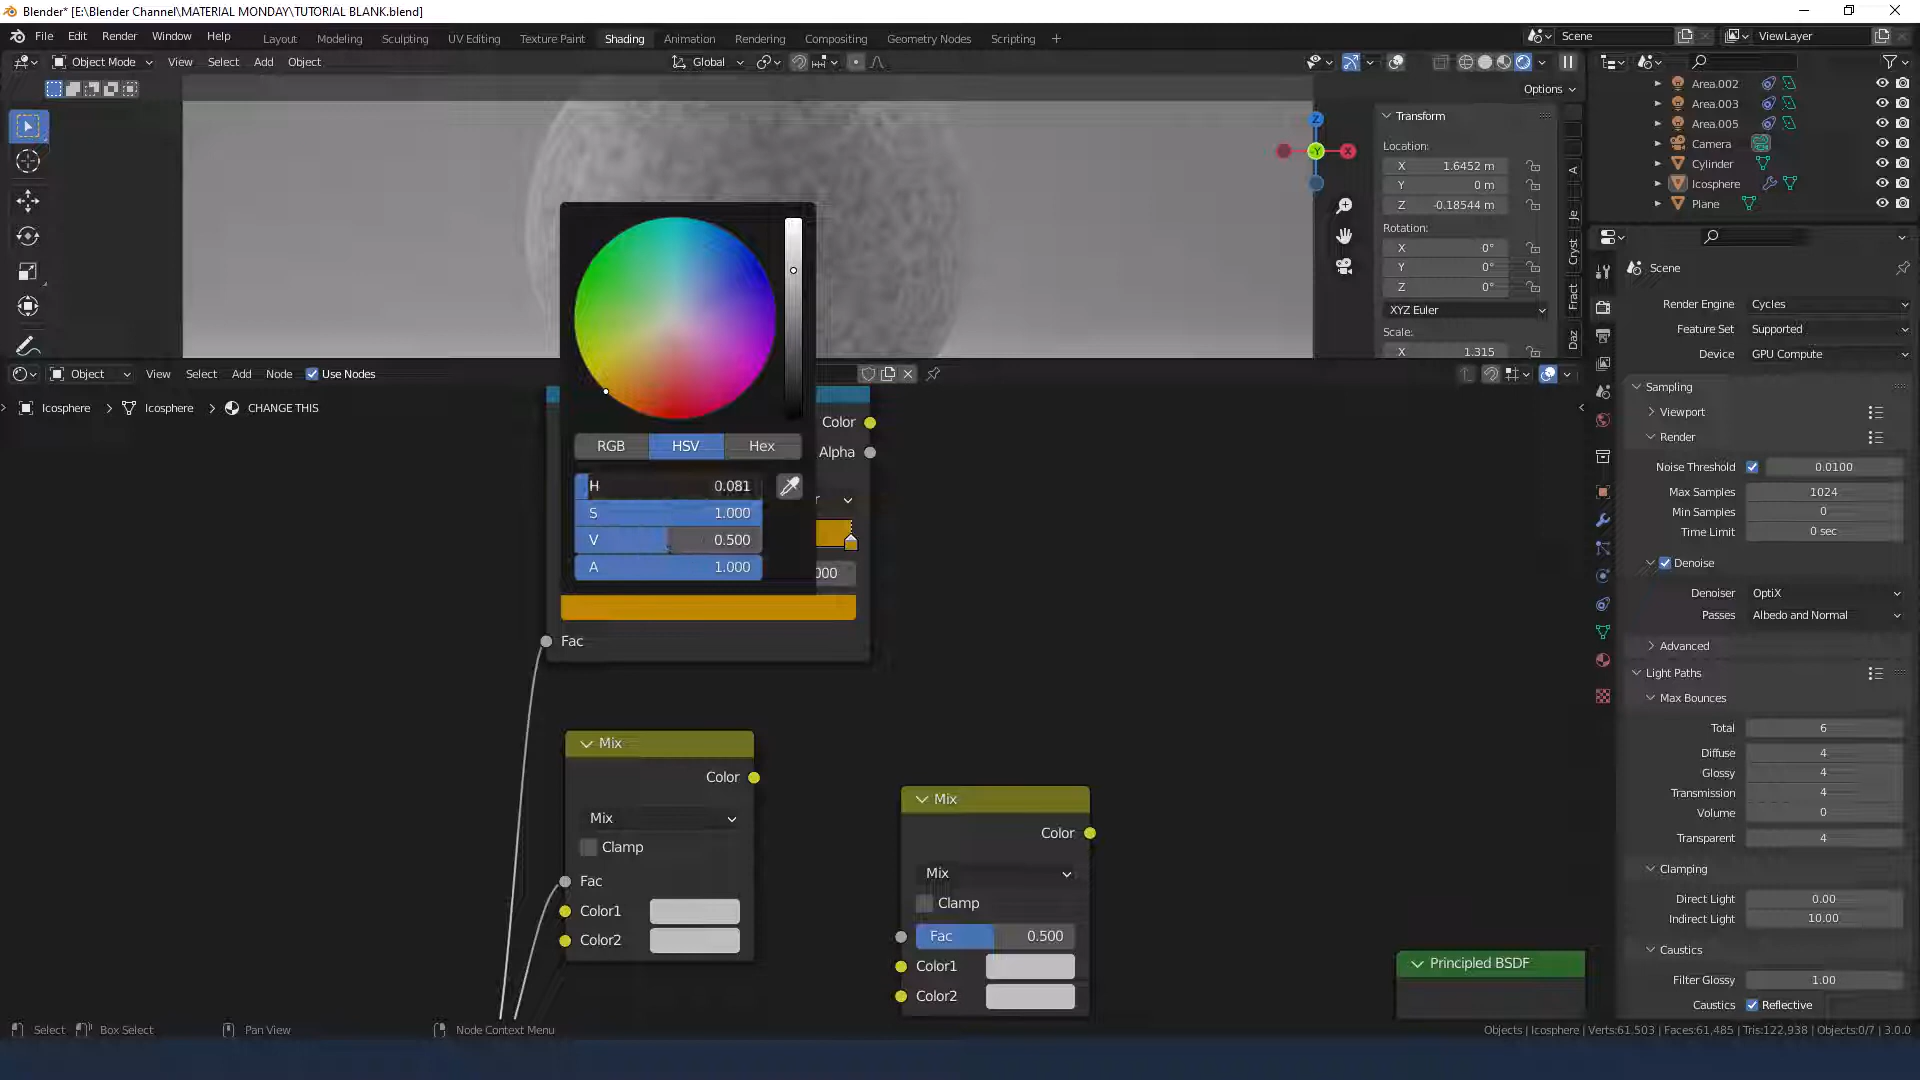 Blender* [E:\Blender Channel\MATERIAL MONDAY\TUTORIAL BLANK.blend]
File Edit Render Window Help Layout Modeling Sculpting UV Editing Texture Paint Shading Animation Rendering Compositing Geometry Nodes Scripting + Scene ViewLayer
Object Mode View Select Add Object Global
Options
Z
-Y
X
Transform
Location:
X 1.6452 m
Y 0 m
Z -0.18544 m
Rotation:
X 0°
Y 0°
Z 0°
XYZ Euler
Scale:
X 1.315
A
Je
Cryst
Fract
Daz
Area.002
Area.003
Area.005
Camera
Cylinder
Icosphere
Plane
Object View Select Add Node Use Nodes
Icosphere > Icosphere > CHANGE THIS
RGB HSV Hex
H 0.081
S 1.000
V 0.500
A 1.000
Color
Alpha
r
000
Fac
Mix
Color
Mix
Clamp
Fac
Color1
Color2
Mix
Color
Mix
Clamp
Fac 0.500
Color1
Color2
Principled BSDF
Scene
Render Engine Cycles
Feature Set Supported
Device GPU Compute
Sampling
Viewport
Render
Noise Threshold 0.0100
Max Samples 1024
Min Samples 0
Time Limit 0 sec
Denoise
Denoiser OptiX
Passes Albedo and Normal
Advanced
Light Paths
Max Bounces
Total 6
Diffuse 4
Glossy 4
Transmission 4
Volume 0
Transparent 4
Clamping
Direct Light 0.00
Indirect Light 10.00
Caustics
Filter Glossy 1.00
Caustics Reflective
Select Box Select Pan View Node Context Menu Objects | Icosphere | Verts:61,503 | Faces:61,485 | Tris:122,938 | Objects:0/7 | 3.0.0